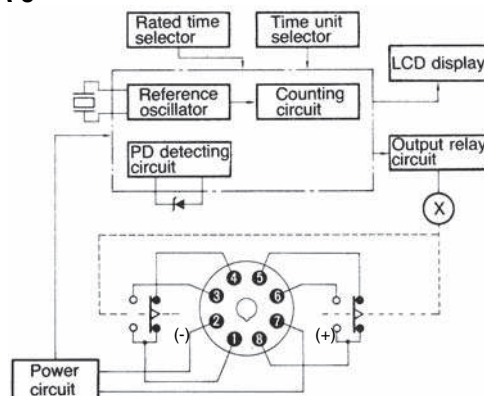 Rated time
selector
Time unit
selector
LCD display
Reference
oscillator
Counting
circuit
PD detecting
circuit
Output relay
circuit
X
4 5
3 6
(-) 2 7 (+)
1 8
Power
circuit